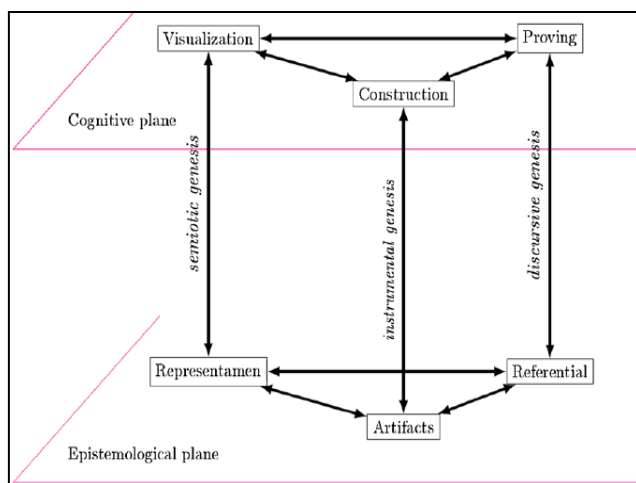 Visualization
Proving
Construction
Cognitive plane
semiotic genesis
instrumental genesis
discursive genesis
Representamen
Referential
Artifacts
Epistemological plane